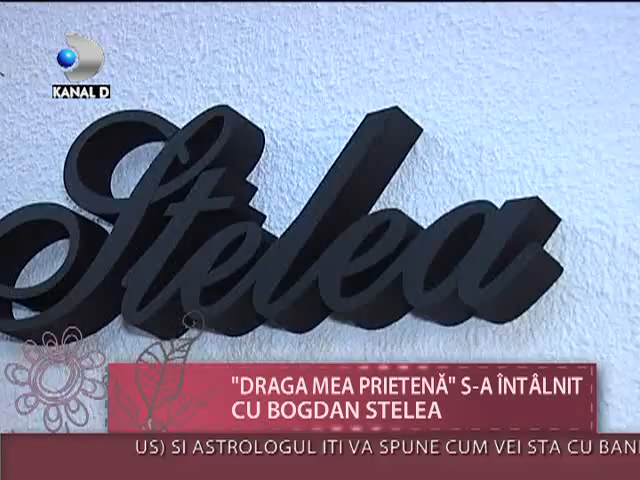 KANAL D
Stelea
"DRAGA MEA PRIETENĂ" S-A ÎNTÂLNIT
CU BOGDAN STELEA
US) SI ASTROLOGUL ITI VA SPUNE CUM VEI STA CU BANI